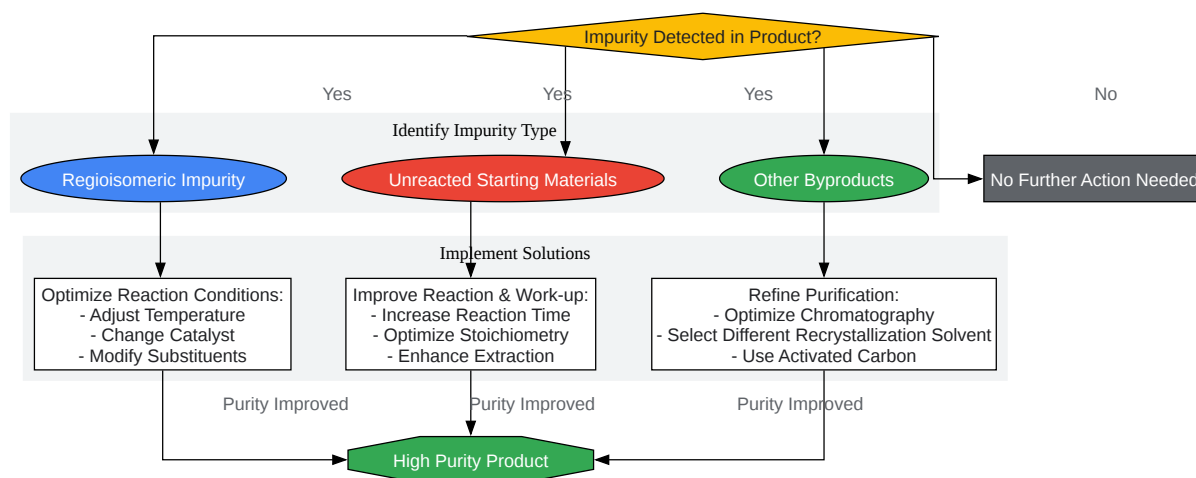 Impurity Detected in Product?
Yes
Yes
Yes
No
Identify Impurity Type
Regioisomeric Impurity
Unreacted Starting Materials
Other Byproducts
No Further Action Needed
Implement Solutions
Optimize Reaction Conditions:
- Adjust Temperature
- Change Catalyst
- Modify Substituents
Improve Reaction & Work-up:
- Increase Reaction Time
- Optimize Stoichiometry
- Enhance Extraction
Refine Purification:
- Optimize Chromatography
- Select Different Recrystallization Solvent
- Use Activated Carbon
Purity Improved
Purity Improved
Purity Improved
High Purity Product